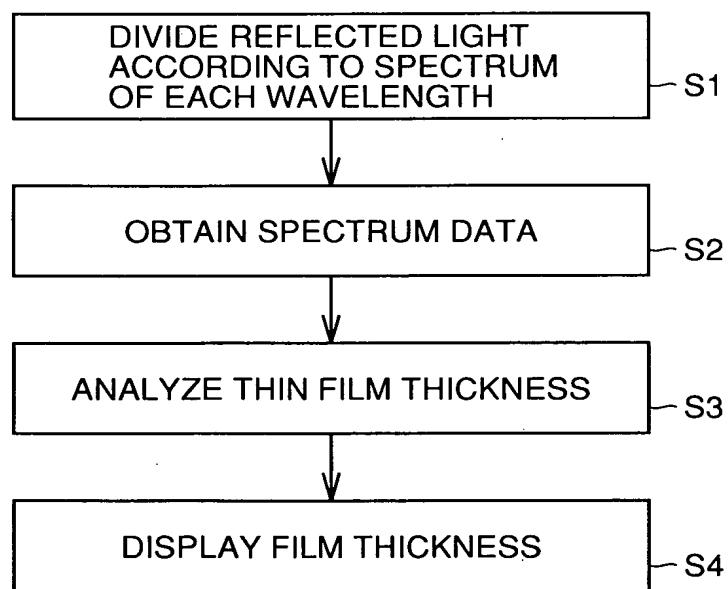 DIVIDE REFLECTED LIGHT
ACCORDING TO SPECTRUM
OF EACH WAVELENGTH
S1
OBTAIN SPECTRUM DATA
S2
ANALYZE THIN FILM THICKNESS
S3
DISPLAY FILM THICKNESS
S4